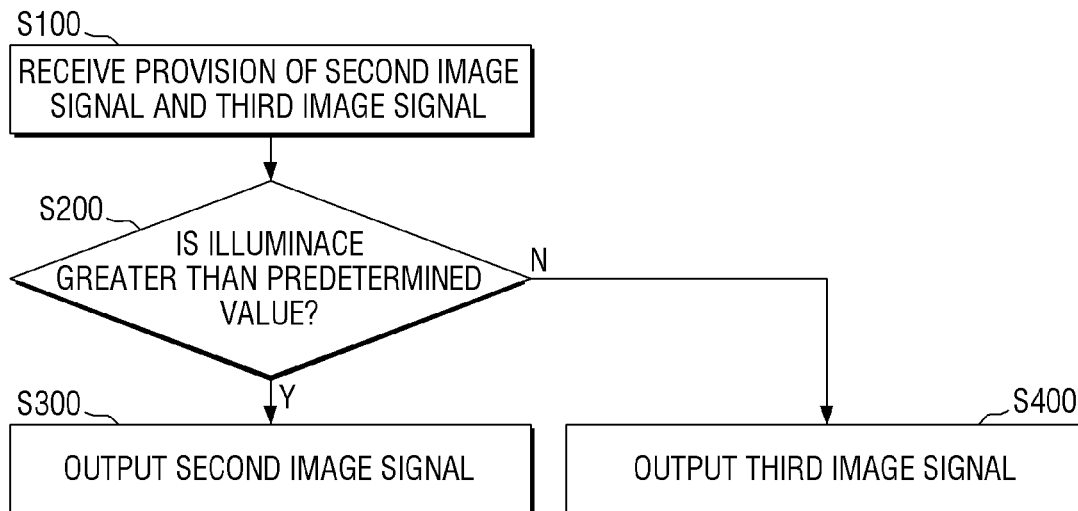 S100
RECEIVE PROVISION OF SECOND IMAGE
SIGNAL AND THIRD IMAGE SIGNAL
S200
IS ILLUMINACE
GREATER THAN PREDETERMINED
VALUE?
N
Y
S300
OUTPUT SECOND IMAGE SIGNAL
S400
OUTPUT THIRD IMAGE SIGNAL